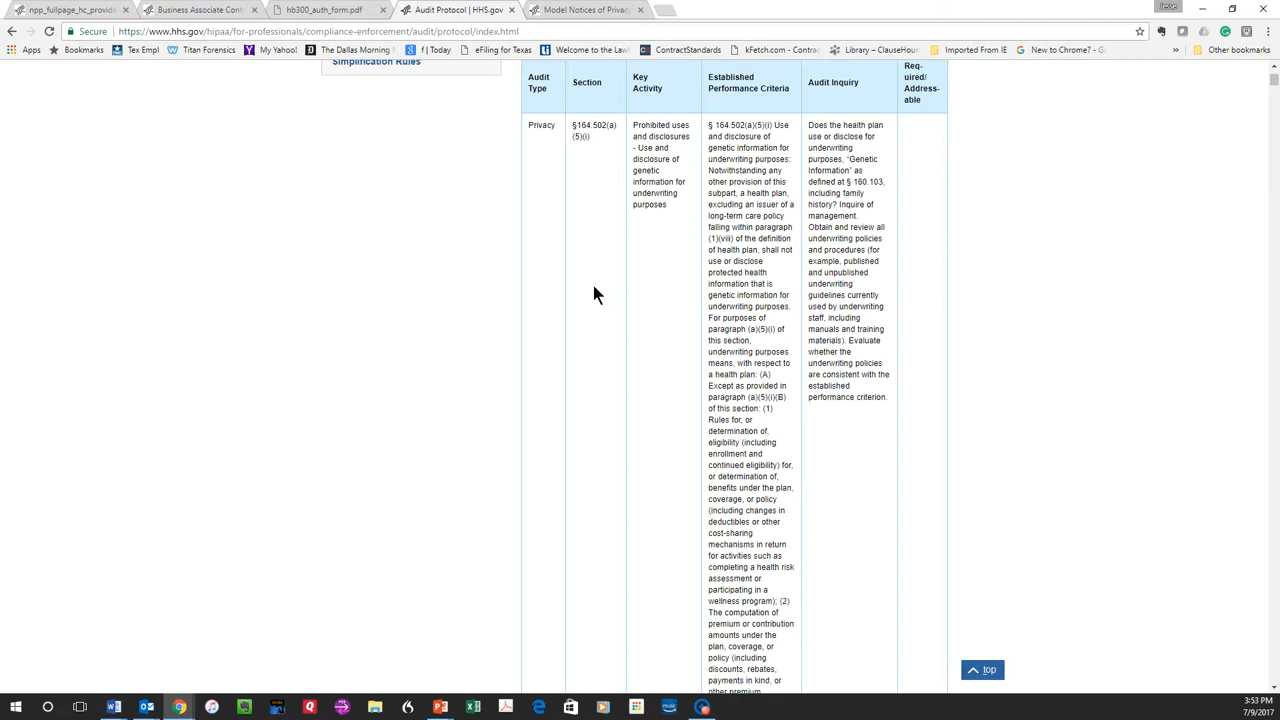 npp_fullpage_hc_provid
Business Associate Cont
hb300_auth_form.pdf
Audit Protocol | HHS.gov
Model Notices of Privacy
Jesse
Secure
https://www.hhs.gov/hipaa/for-professionals/compliance-enforcement/audit/protocol/index.html
Apps
Bookmarks
Tex Empl
Titan Forensics
My Yahoo!
The Dallas Morning
f | Today
eFiling for Texas
Welcome to the Law
ContractStandards
kFetch.com - Contrac
Library – ClauseHou
Imported From IE
New to Chrome? - G
»
Other bookmarks
Simplification Rules
Audit
Type
Section
Key
Activity
Established
Performance Criteria
Audit Inquiry
Req-
uired/
Address-
able
Privacy
§164.502(a)
(5)(i)
Prohibited uses
and disclosures
- Use and
disclosure of
genetic
information for
underwriting
purposes
§ 164.502(a)(5)(i) Use
and disclosure of
genetic information for
underwriting purposes:
Notwithstanding any
other provision of this
subpart, a health plan,
excluding an issuer of a
long-term care policy
falling within paragraph
(1)(viii) of the definition
of health plan, shall not
use or disclose
protected health
information that is
genetic information for
underwriting purposes.
For purposes of
paragraph (a)(5)(i) of
this section,
underwriting purposes
means, with respect to
a health plan: (A)
Except as provided in
paragraph (a)(5)(i)(B)
of this section: (1)
Rules for, or
determination of,
eligibility (including
enrollment and
continued eligibility) for,
or determination of,
benefits under the plan,
coverage, or policy
(including changes in
deductibles or other
cost-sharing
mechanisms in return
for activities such as
completing a health risk
assessment or
participating in a
wellness program); (2)
The computation of
premium or contribution
amounts under the
plan, coverage, or
policy (including
discounts, rebates,
payments in kind, or
other premium
Does the health plan
use or disclose for
underwriting
purposes, “Genetic
Information” as
defined at § 160.103,
including family
history? Inquire of
management.
Obtain and review all
underwriting policies
and procedures (for
example, published
and unpublished
underwriting
guidelines currently
used by underwriting
staff, including
manuals and training
materials). Evaluate
whether the
underwriting policies
are consistent with the
established
performance criterion.
top
3:53 PM
7/9/2017